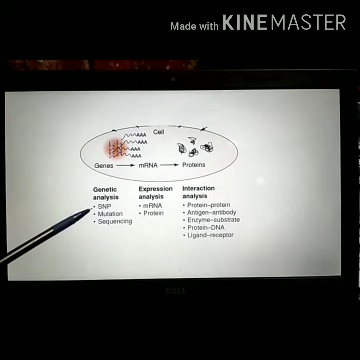 Made with KINEMASTER
AAA
AAA
AAA
AAA
Cell
Genes mRNA Proteins
Genetic analysis
• SNP
• Mutation
• Sequencing
Expression analysis
• mRNA
• Protein
Interaction analysis
• Protein–protein
• Antigen–antibody
• Enzyme–substrate
• Protein–DNA
• Ligand–receptor
DELL